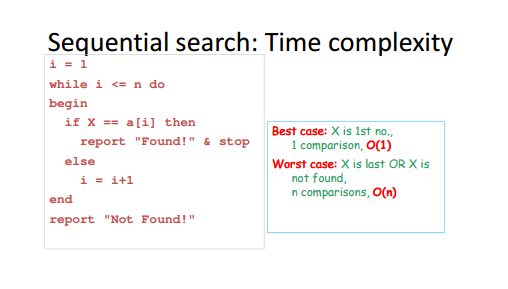 Sequential search: Time complexity
i = 1
while i <= n do
begin
if X == a[i] then
report "Found!" & stop
else
i = i+1
end
report "Not Found!"
Best case: X is 1st no.,
1 comparison, O(1)
Worst case: X is last OR X is
not found,
n comparisons, O(n)